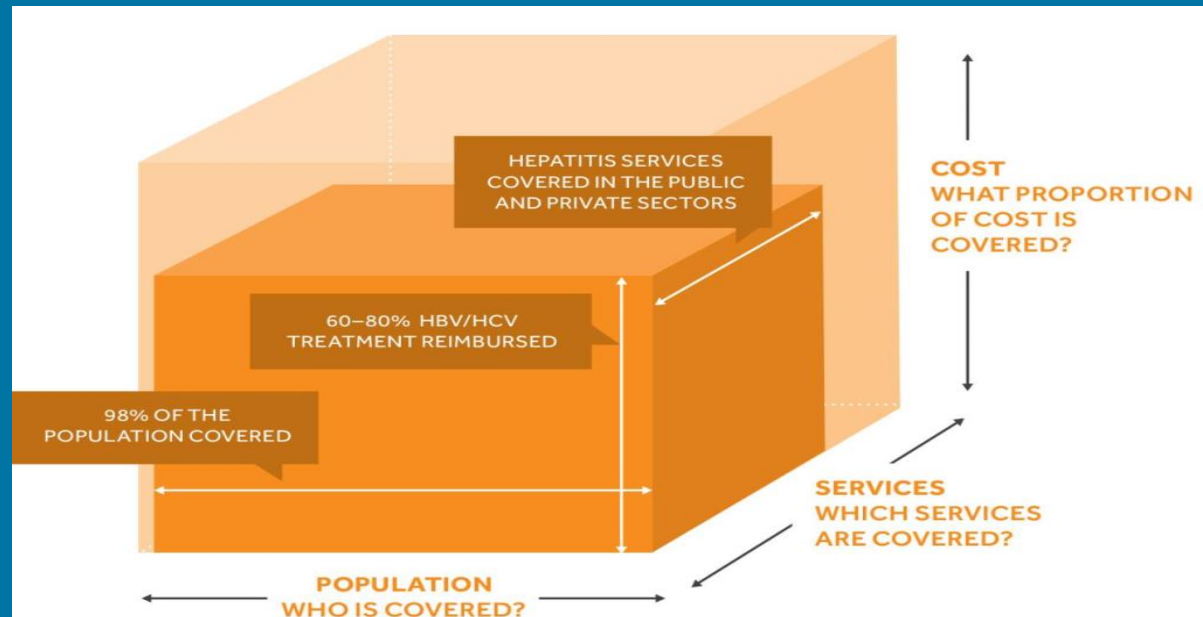 HEPATITIS SERVICES
COVERED IN THE PUBLIC
AND PRIVATE SECTORS
COST
WHAT PROPORTION
OF COST IS
COVERED?
60–80% HBV/HCV
TREATMENT REIMBURSED
98% OF THE
POPULATION COVERED
SERVICES
WHICH SERVICES
ARE COVERED?
POPULATION
WHO IS COVERED?